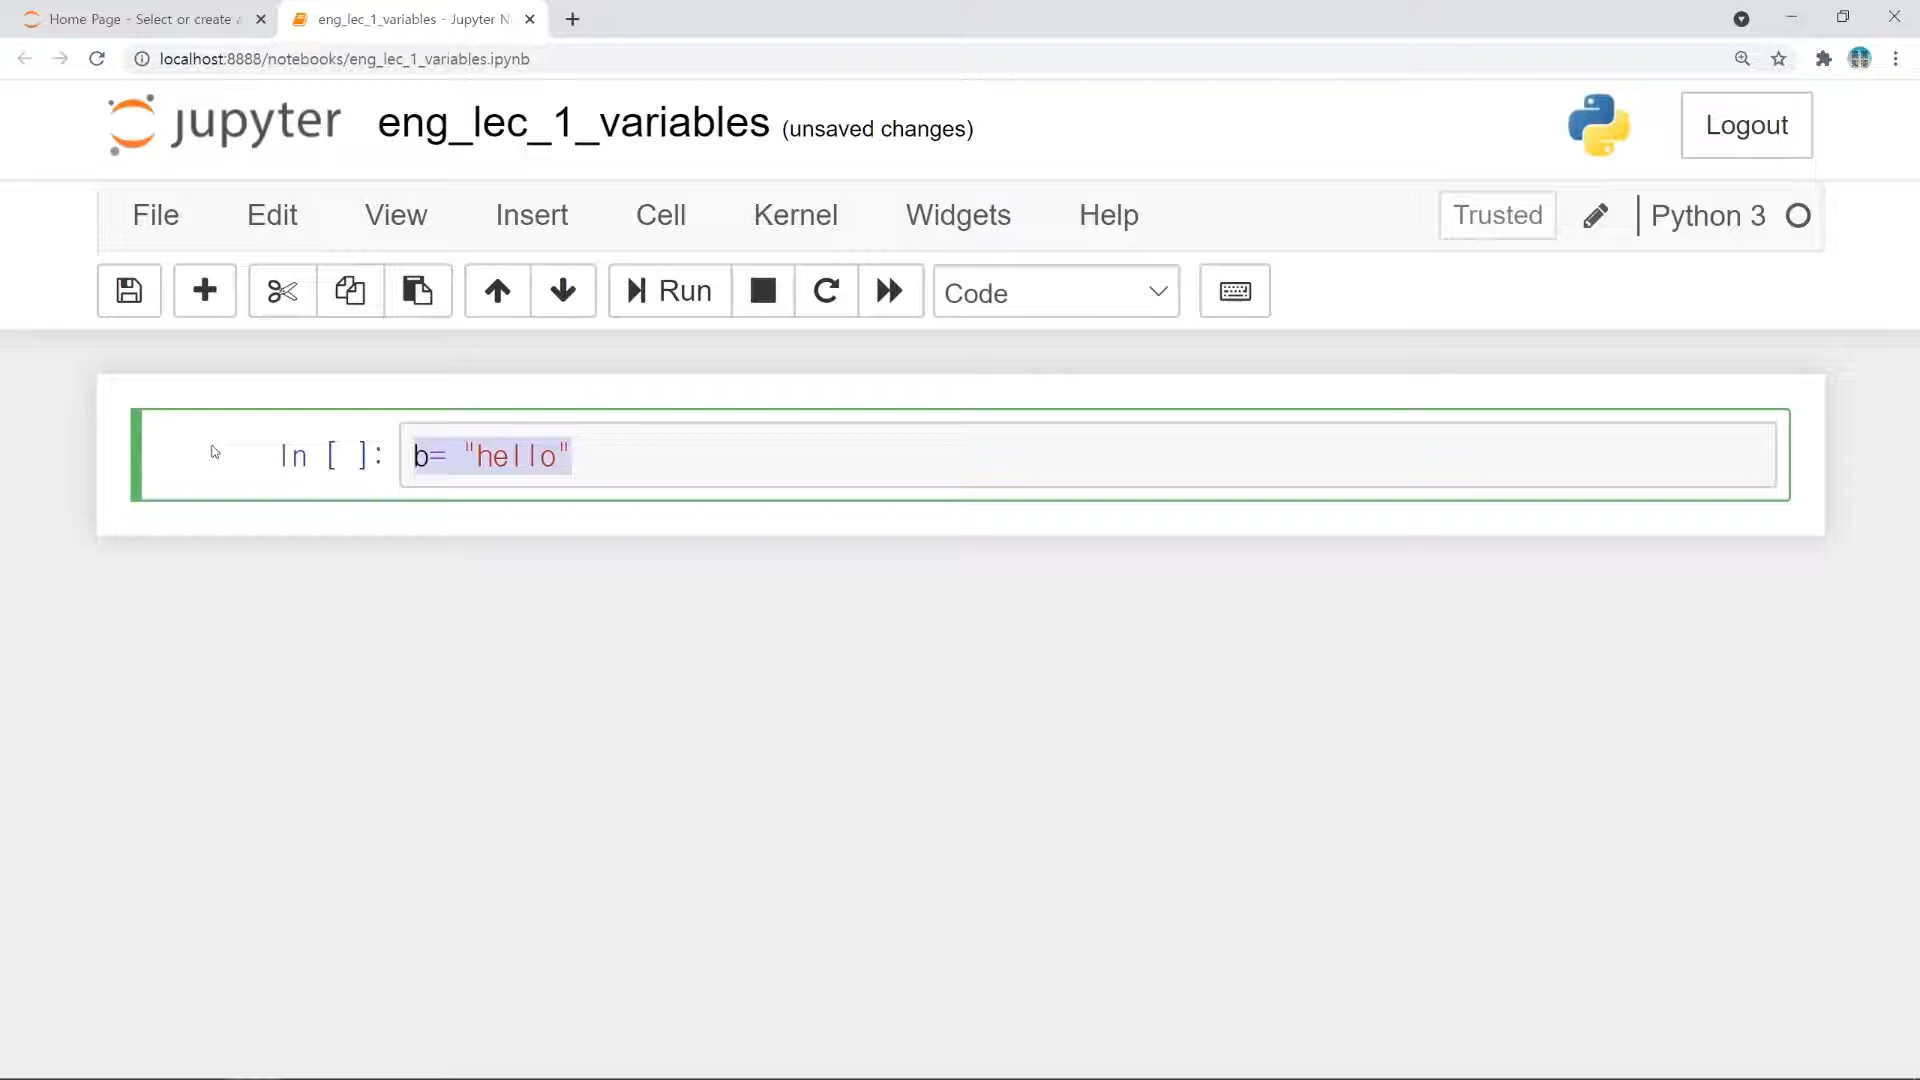 Home Page - Select or create a
eng_lec_1_variables - Jupyter N
localhost:8888/notebooks/eng_lec_1_variables.ipynb
jupyter eng_lec_1_variables (unsaved changes)
Logout
File Edit View Insert Cell Kernel Widgets Help Trusted Python 3
Run Code
In [ ]: b= "hello"